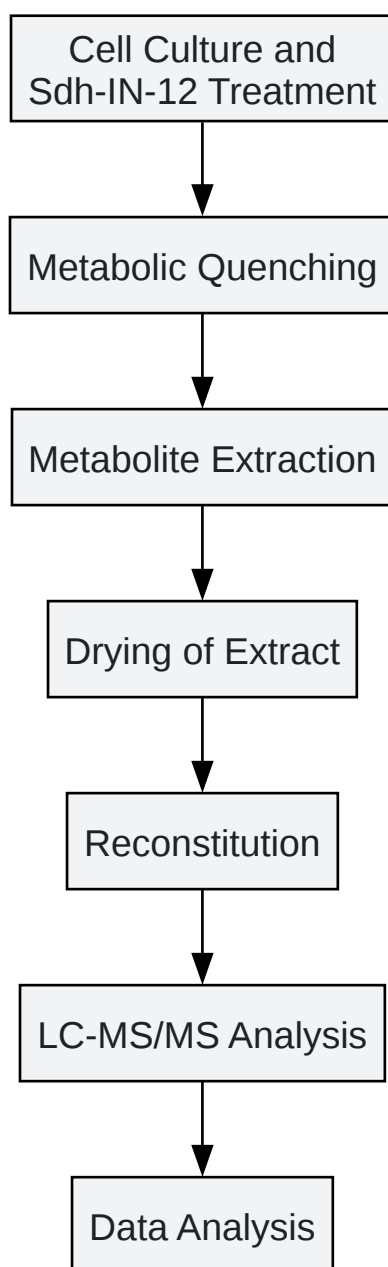 Cell Culture and
Sdh-IN-12 Treatment
Metabolic Quenching
Metabolite Extraction
Drying of Extract
Reconstitution
LC-MS/MS Analysis
Data Analysis